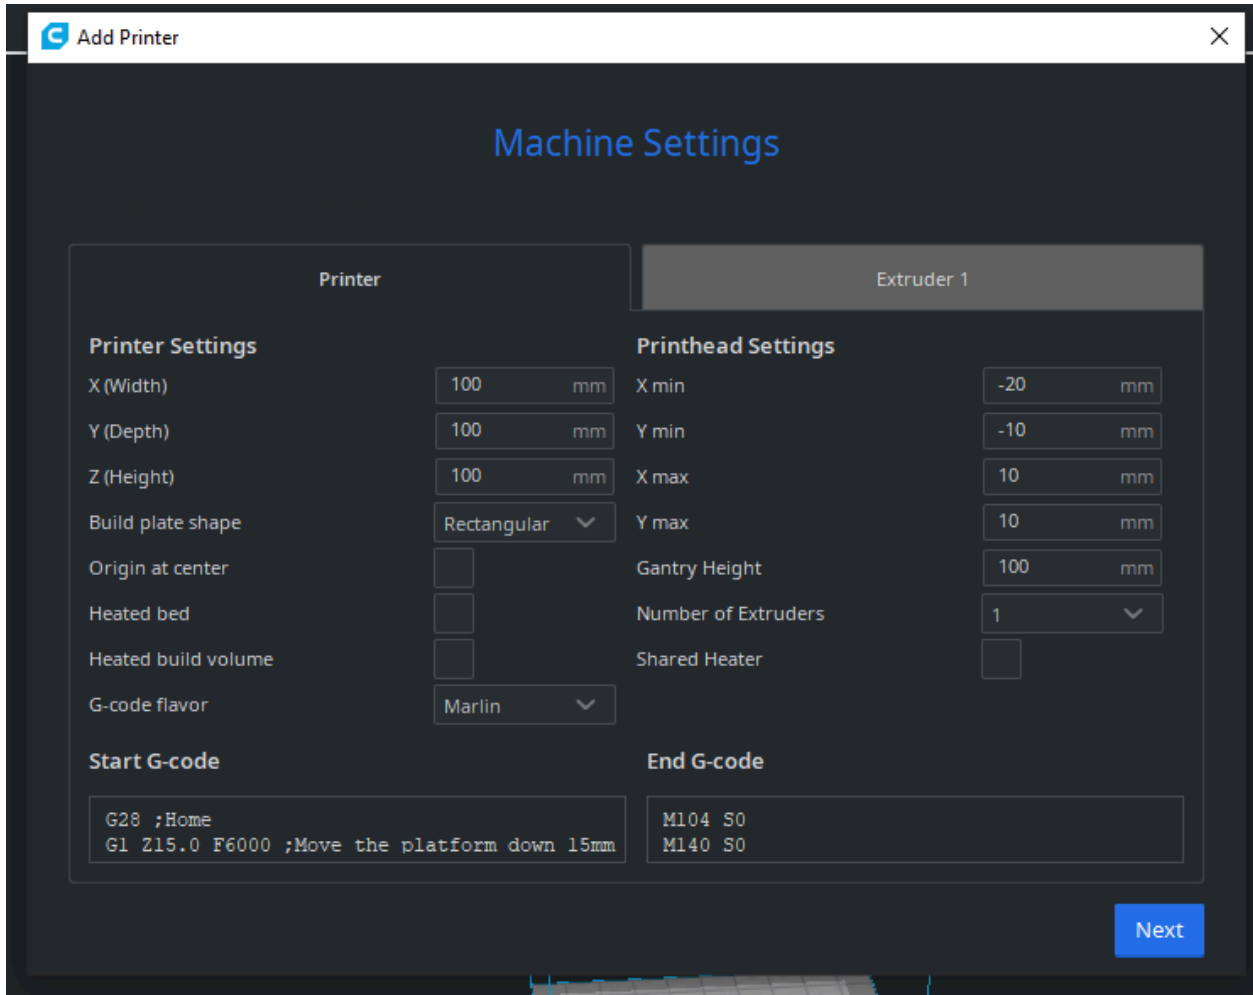 Add Printer
Machine Settings
Printer
Extruder 1
Printer Settings
X (Width)
100 mm
Y (Depth)
100 mm
Z (Height)
100 mm
Build plate shape
Rectangular
Origin at center
Heated bed
Heated build volume
G-code flavor
Marlin
Printhead Settings
X min
-20 mm
Y min
-10 mm
X max
10 mm
Y max
10 mm
Gantry Height
100 mm
Number of Extruders
1
Shared Heater
Start G-code
G28 ;Home
G1 Z15.0 F6000 ;Move the platform down 15mm
End G-code
M104 S0
M140 S0
Next